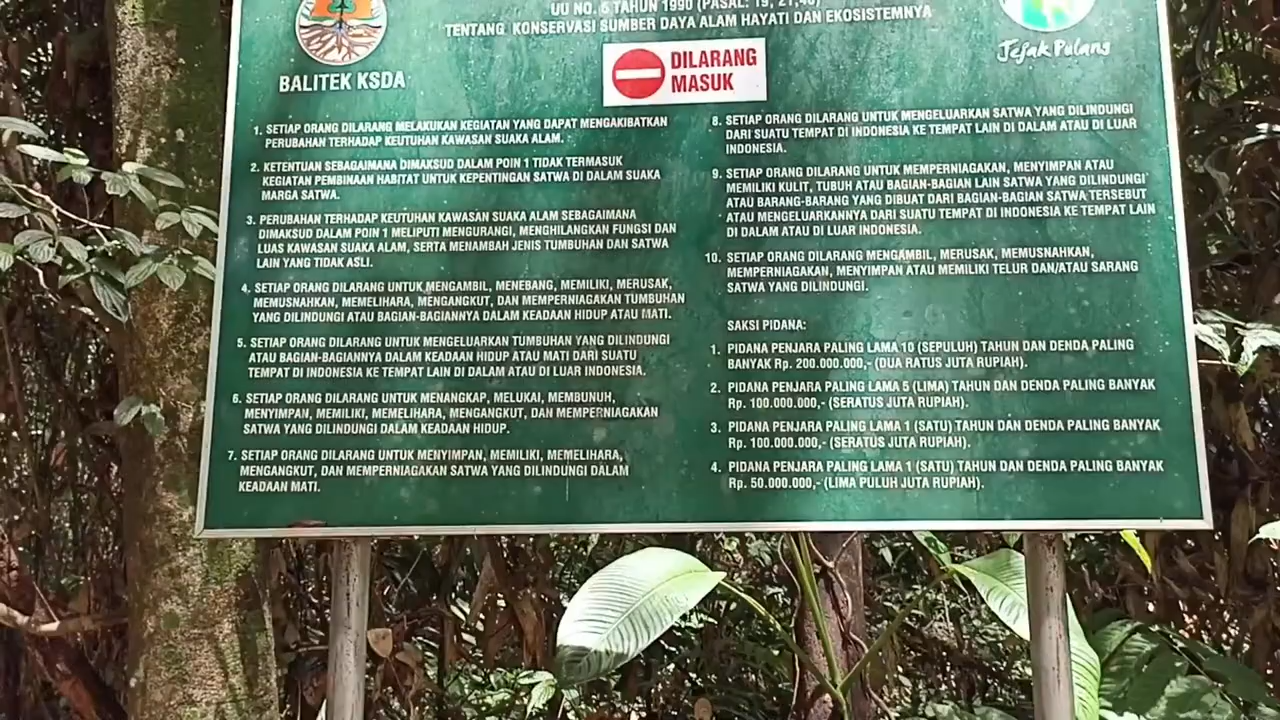 UU NO. 5 TAHUN 1990 (PASAL: 19, 21, 40)
TENTANG KONSERVASI SUMBER DAYA ALAM HAYATI DAN EKOSISTEMNYA
BALITEK KSDA
DILARANG
MASUK
Jejak Pulang
1. SETIAP ORANG DILARANG MELAKUKAN KEGIATAN YANG DAPAT MENGAKIBATKAN
PERUBAHAN TERHADAP KEUTUHAN KAWASAN SUAKA ALAM.
2. KETENTUAN SEBAGAIMANA DIMAKSUD DALAM POIN 1 TIDAK TERMASUK
KEGIATAN PEMBINAAN HABITAT UNTUK KEPENTINGAN SATWA DI DALAM SUAKA
MARGA SATWA.
3. PERUBAHAN TERHADAP KEUTUHAN KAWASAN SUAKA ALAM SEBAGAIMANA
DIMAKSUD DALAM POIN 1 MELIPUTI MENGURANGI, MENGHILANGKAN FUNGSI DAN
LUAS KAWASAN SUAKA ALAM, SERTA MENAMBAH JENIS TUMBUHAN DAN SATWA
LAIN YANG TIDAK ASLI.
4. SETIAP ORANG DILARANG UNTUK MENGAMBIL, MENEBANG, MEMILIKI, MERUSAK,
MEMUSNAHKAN, MEMELIHARA, MENGANGKUT, DAN MEMPERNIAGAKAN TUMBUHAN
YANG DILINDUNGI ATAU BAGIAN-BAGIANNYA DALAM KEADAAN HIDUP ATAU MATI.
5. SETIAP ORANG DILARANG UNTUK MENGELUARKAN TUMBUHAN YANG DILINDUNGI
ATAU BAGIAN-BAGIANNYA DALAM KEADAAN HIDUP ATAU MATI DARI SUATU
TEMPAT DI INDONESIA KE TEMPAT LAIN DI DALAM ATAU DI LUAR INDONESIA.
6. SETIAP ORANG DILARANG UNTUK MENANGKAP, MELUKAI, MEMBUNUH,
MENYIMPAN, MEMILIKI, MEMELIHARA, MENGANGKUT, DAN MEMPERNIAGAKAN
SATWA YANG DILINDUNGI DALAM KEADAAN HIDUP.
7. SETIAP ORANG DILARANG UNTUK MENYIMPAN, MEMILIKI, MEMELIHARA,
MENGANGKUT, DAN MEMPERNIAGAKAN SATWA YANG DILINDUNGI DALAM
KEADAAN MATI.
8. SETIAP ORANG DILARANG UNTUK MENGELUARKAN SATWA YANG DILINDUNGI
DARI SUATU TEMPAT DI INDONESIA KE TEMPAT LAIN DI DALAM ATAU DI LUAR
INDONESIA.
9. SETIAP ORANG DILARANG UNTUK MEMPERNIAGAKAN, MENYIMPAN ATAU
MEMILIKI KULIT, TUBUH ATAU BAGIAN-BAGIAN LAIN SATWA YANG DILINDUNGI
ATAU BARANG-BARANG YANG DIBUAT DARI BAGIAN-BAGIAN SATWA TERSEBUT
ATAU MENGELUARKANNYA DARI SUATU TEMPAT DI INDONESIA KE TEMPAT LAIN
DI DALAM ATAU DI LUAR INDONESIA.
10. SETIAP ORANG DILARANG MENGAMBIL, MERUSAK, MEMUSNAHKAN,
MEMPERNIAGAKAN, MENYIMPAN ATAU MEMILIKI TELUR DAN/ATAU SARANG
SATWA YANG DILINDUNGI.
SAKSI PIDANA:
1. PIDANA PENJARA PALING LAMA 10 (SEPULUH) TAHUN DAN DENDA PALING
BANYAK Rp. 200.000.000,- (DUA RATUS JUTA RUPIAH).
2. PIDANA PENJARA PALING LAMA 5 (LIMA) TAHUN DAN DENDA PALING BANYAK
Rp. 100.000.000,- (SERATUS JUTA RUPIAH).
3. PIDANA PENJARA PALING LAMA 1 (SATU) TAHUN DAN DENDA PALING BANYAK
Rp. 100.000.000,- (SERATUS JUTA RUPIAH).
4. PIDANA PENJARA PALING LAMA 1 (SATU) TAHUN DAN DENDA PALING BANYAK
Rp. 50.000.000,- (LIMA PULUH JUTA RUPIAH).